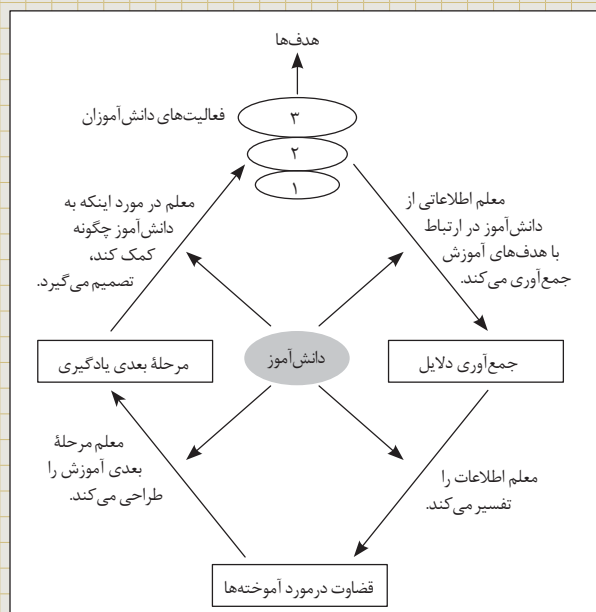 هدف‌ها
فعالیت‌های دانش‌آموزان
۳
۲
۱
معلم اطلاعاتی از
دانش‌آموز در ارتباط
با هدف‌های آموزش
جمع‌آوری می‌کند.
معلم در مورد اینکه به
دانش‌آموز چگونه
کمک کند،
تصمیم می‌گیرد.
جمع‌آوری دلایل
دانش‌آموز
مرحلهٔ بعدی یادگیری
معلم اطلاعات را
تفسیر می‌کند.
معلم مرحلهٔ
بعدی آموزش را
طراحی می‌کند.
قضاوت درمورد آموخته‌ها